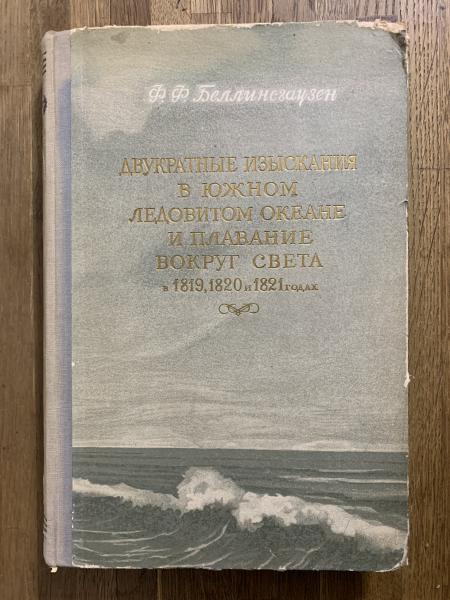 Ф. Ф. Беллинсгаузен
ДВУКРАТНЫЕ ИЗЫСКАНИЯ
В ЮЖНОМ
ЛЕДОВИТОМ ОКЕАНЕ
И ПЛАВАНИЕ
ВОКРУГ СВЕТА
в 1819, 1820 и 1821 годах